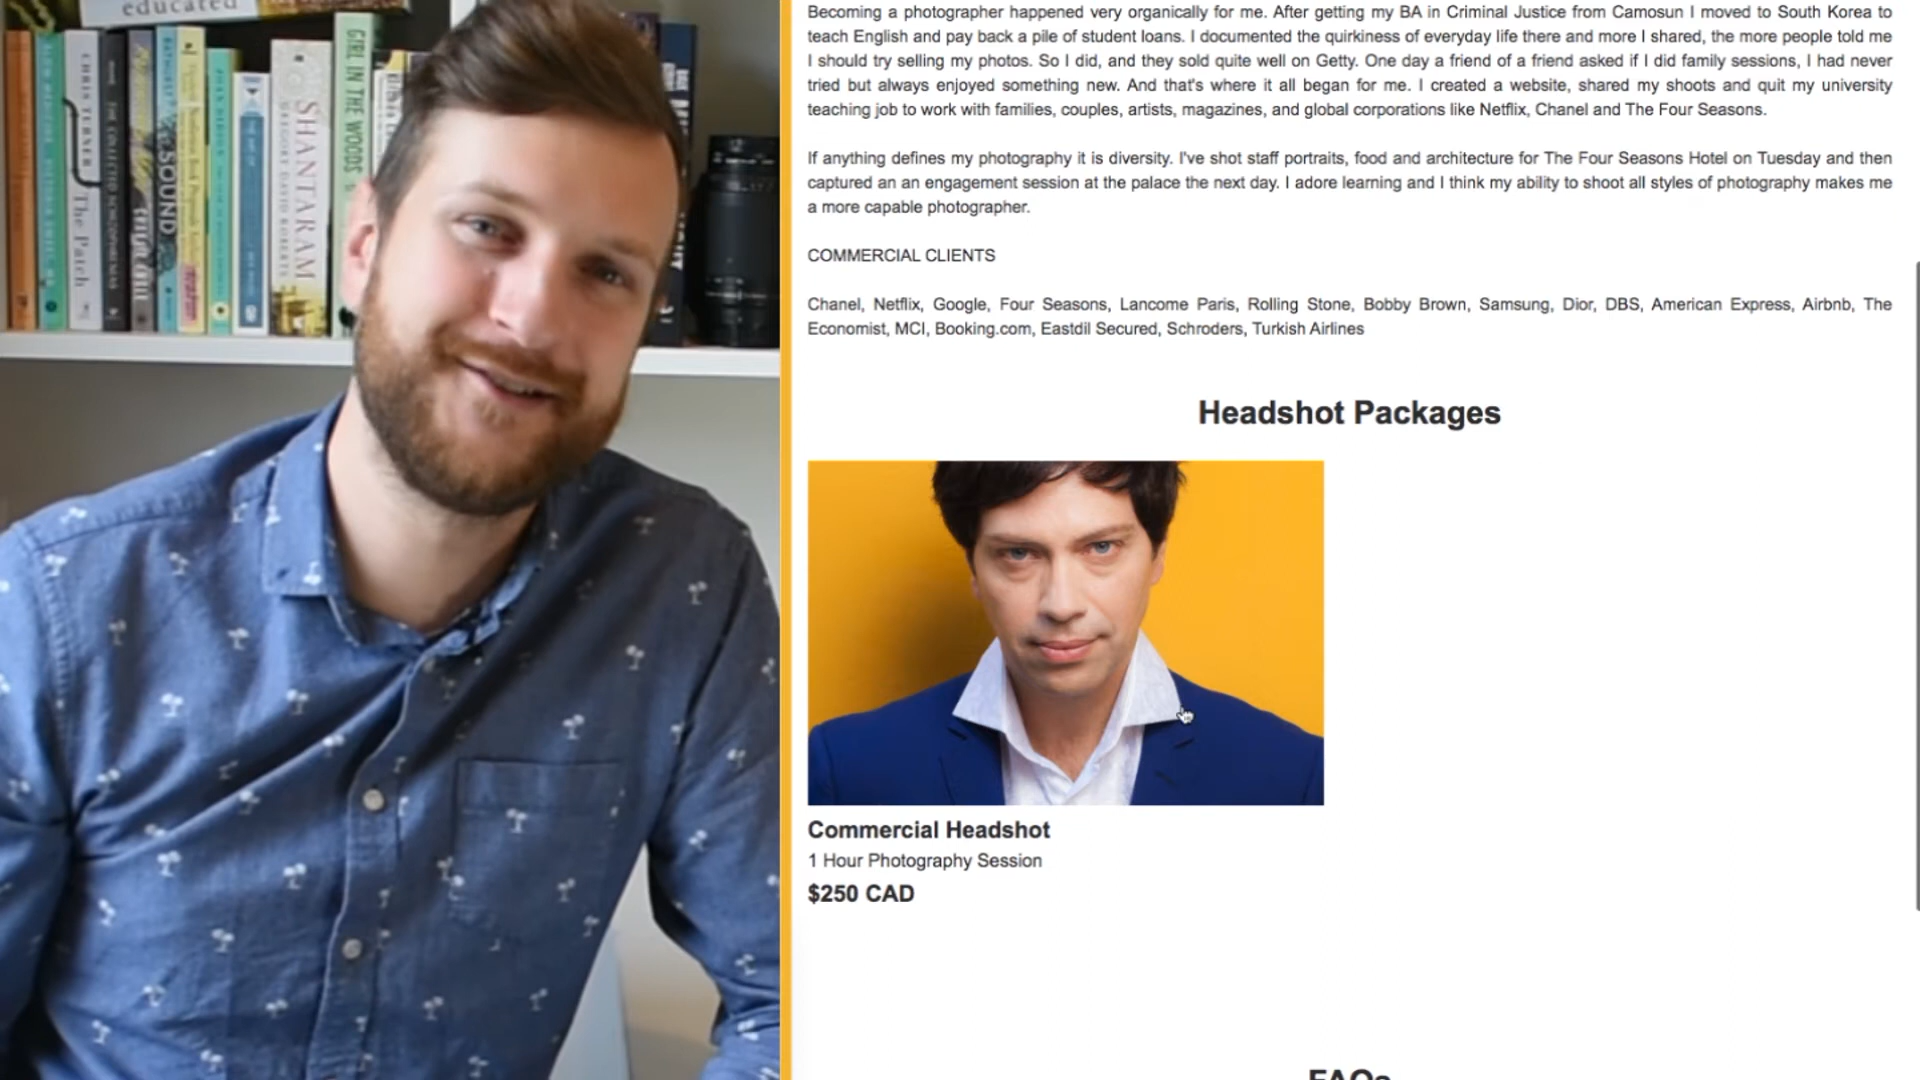 educated
CHRIS TURNER
The Patch
SOUND
SHANTARAM
GREGORY DAVID ROBERTS
GIRL IN THE WOODS
Becoming a photographer happened very organically for me. After getting my BA in Criminal Justice from Camosun I moved to South Korea to
teach English and pay back a pile of student loans. I documented the quirkiness of everyday life there and more I shared, the more people told me
I should try selling my photos. So I did, and they sold quite well on Getty. One day a friend of a friend asked if I did family sessions, I had never
tried but always enjoyed something new. And that's where it all began for me. I created a website, shared my shoots and quit my university
teaching job to work with families, couples, artists, magazines, and global corporations like Netflix, Chanel and The Four Seasons.
If anything defines my photography it is diversity. I've shot staff portraits, food and architecture for The Four Seasons Hotel on Tuesday and then
captured an an engagement session at the palace the next day. I adore learning and I think my ability to shoot all styles of photography makes me
a more capable photographer.
COMMERCIAL CLIENTS
Chanel, Netflix, Google, Four Seasons, Lancome Paris, Rolling Stone, Bobby Brown, Samsung, Dior, DBS, American Express, Airbnb, The
Economist, MCI, Booking.com, Eastdil Secured, Schroders, Turkish Airlines
Headshot Packages
Commercial Headshot
1 Hour Photography Session
$250 CAD
FAQs